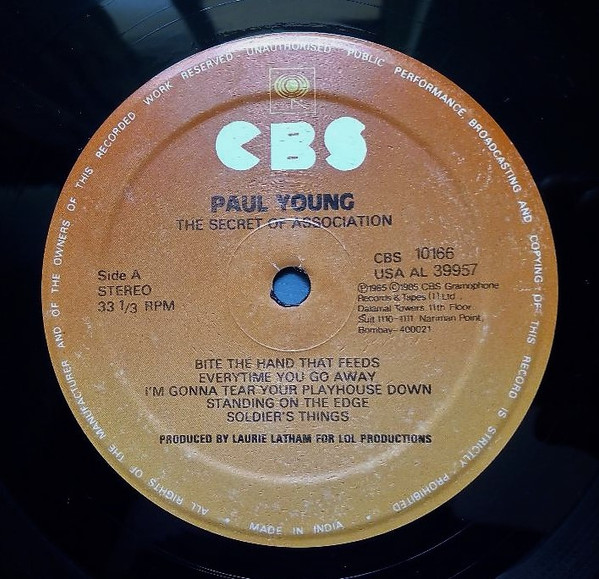 ALL RIGHTS OF THE MANUFACTURER AND OF THE OWNERS OF THIS RECORDED WORK RESERVED UNAUTHORISED PUBLIC PERFORMANCE BROADCASTING AND COPYING OF THIS RECORD IS STRICTLY PROHIBITED
CBS
PAUL YOUNG
THE SECRET OF ASSOCIATION
Side A
STEREO
33 1/3 RPM
CBS 10166
USA AL 39957
℗1985 ©1985 CBS Gramophone
Records & Tapes (I) Ltd
Dalamal Towers, 11th Floor
Suit 1110-1111, Nariman Point,
Bombay-400021
BITE THE HAND THAT FEEDS
EVERYTIME YOU GO AWAY
I'M GONNA TEAR YOUR PLAYHOUSE DOWN
STANDING ON THE EDGE
SOLDIER'S THINGS
PRODUCED BY LAURIE LATHAM FOR LOL PRODUCTIONS
• MADE IN INDIA •